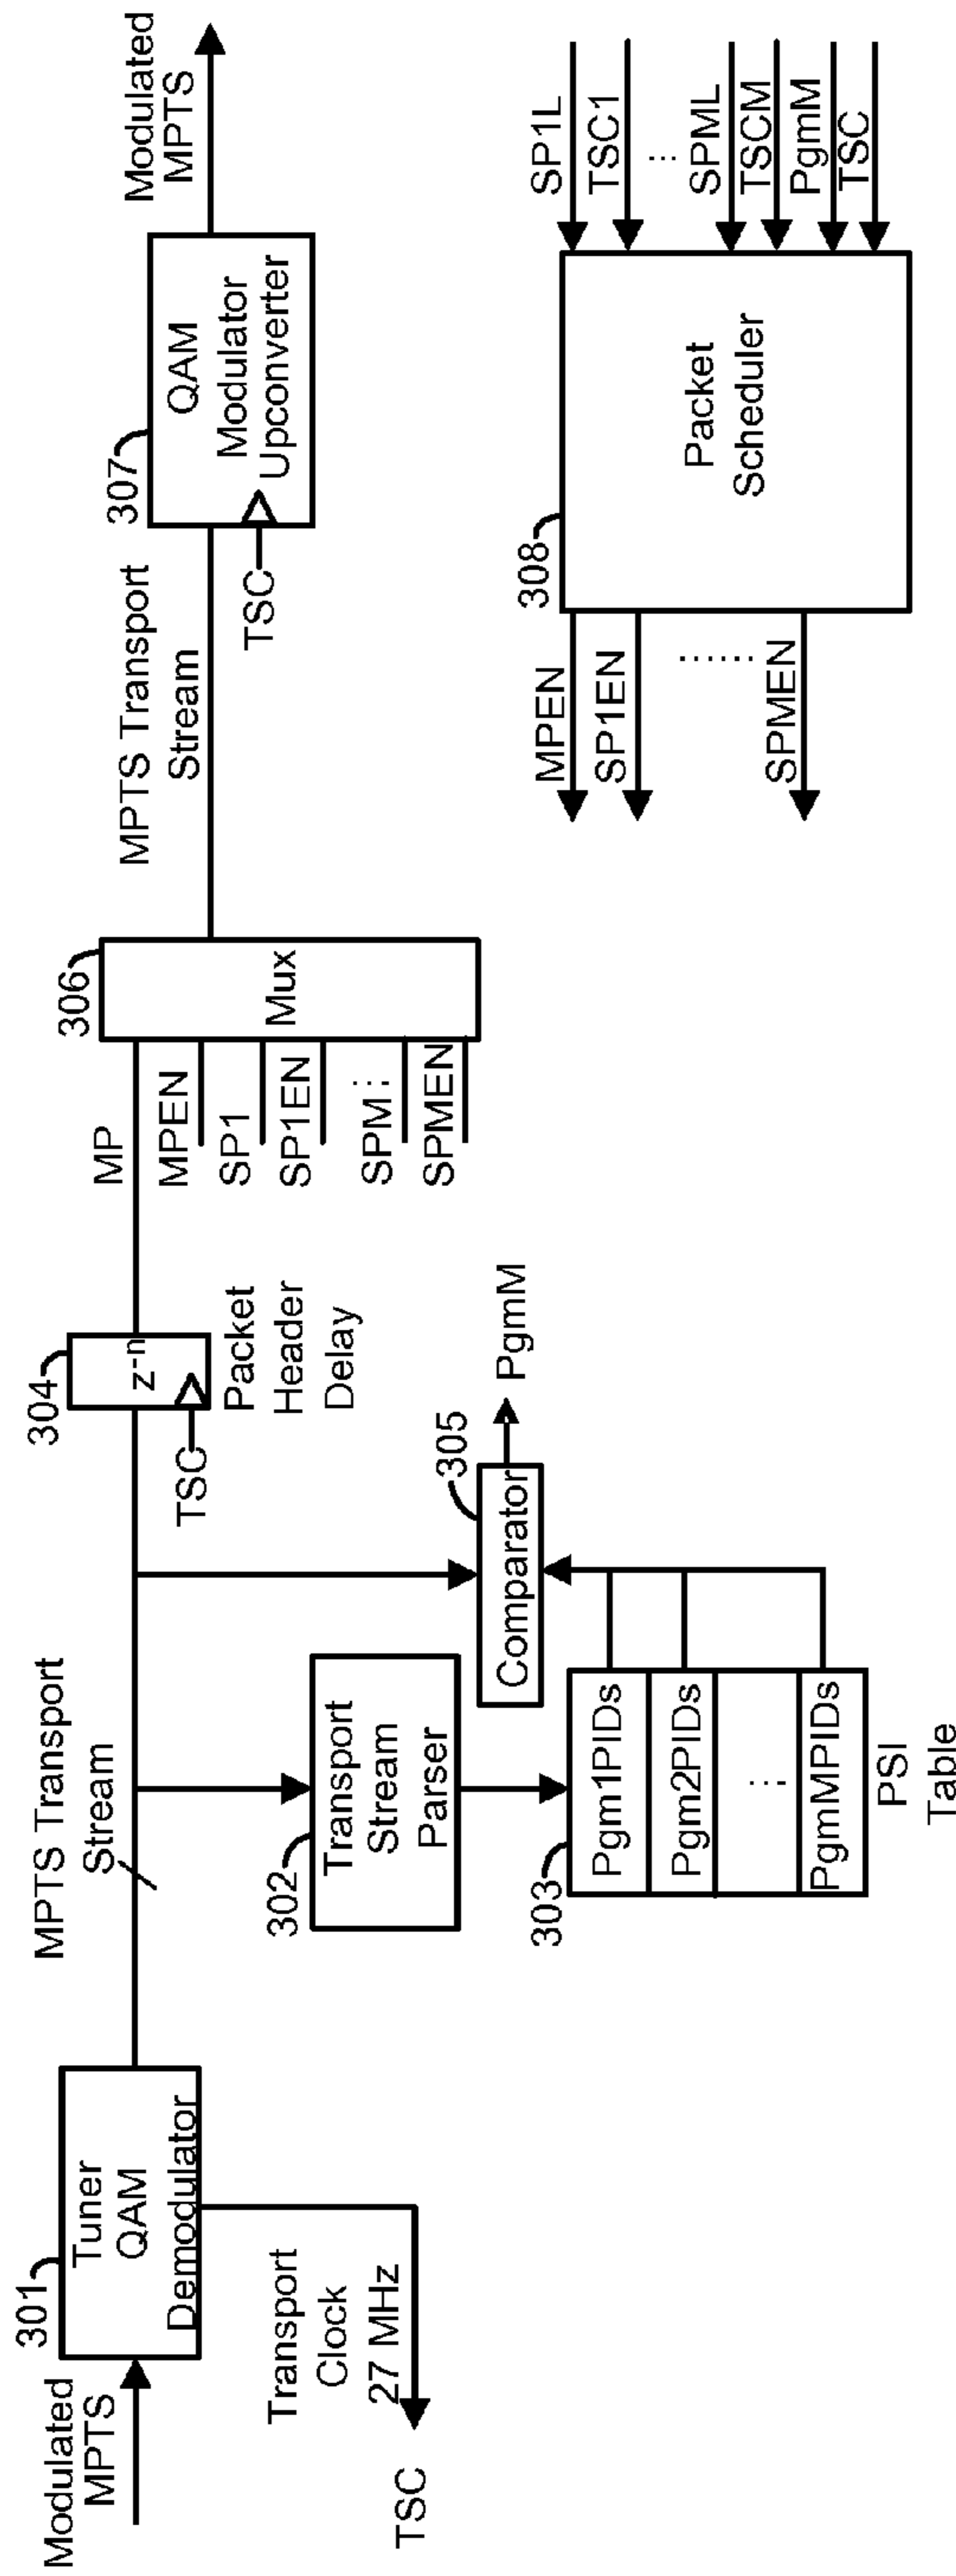 Modulated
MPTS
301
Tuner
QAM
Demodulator
Transport
Clock
27 MHz
TSC
MPTS Transport
Stream
302
Transport
Stream
Parser
303
Pgm1PIDs
Pgm2PIDs
...
PgmMPIDs
PSI
Table
304
z-n
TSC
Packet
Header
Delay
305
Comparator
PgmM
306
MP
MPEN
SP1
SP1EN
SPM ...
SPMEN
Mux
MPTS Transport
Stream
307
QAM
Modulator
Upconverter
TSC
Modulated
MPTS
308
Packet
Scheduler
MPEN
SP1EN
......
SPMEN
SP1L
TSC1
...
SPML
TSCM
PgmM
TSC